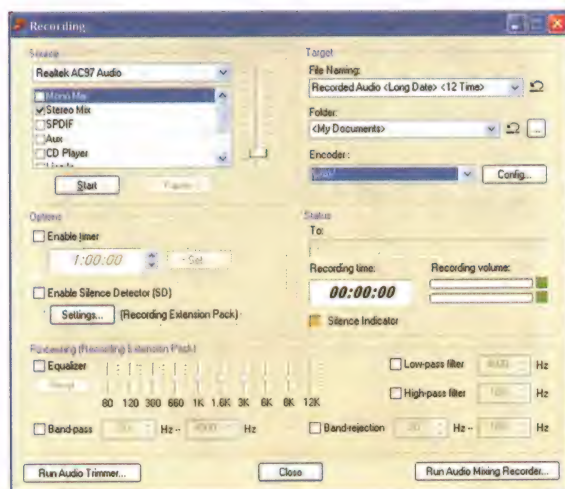 Recording
Source
Realtek AC97 Audio
Mono Mix
Stereo Mix
SPDIF
Aux
CD Player
Start
Options
Enable timer
1:00:00
Set
Enable Silence Detector (SD)
Settings... (Recording Extension Pack)
Target
File Naming:
Recorded Audio <Long Date> <12 Time>
Folder:
<My Documents>
...
Encoder:
Config...
Status
To:
Recording time: Recording volume:
00:00:00
Silence Indicator
Processing (Recording Extension Pack)
Equalizer
80 120 300 660 1K 1.6K 3K 6K 8K 12K
Low-pass filter Hz
High-pass filter Hz
Band-pass Hz -- Hz
Band-rejection Hz -- Hz
Run Audio Trimmer...
Close
Run Audio Mixing Recorder...